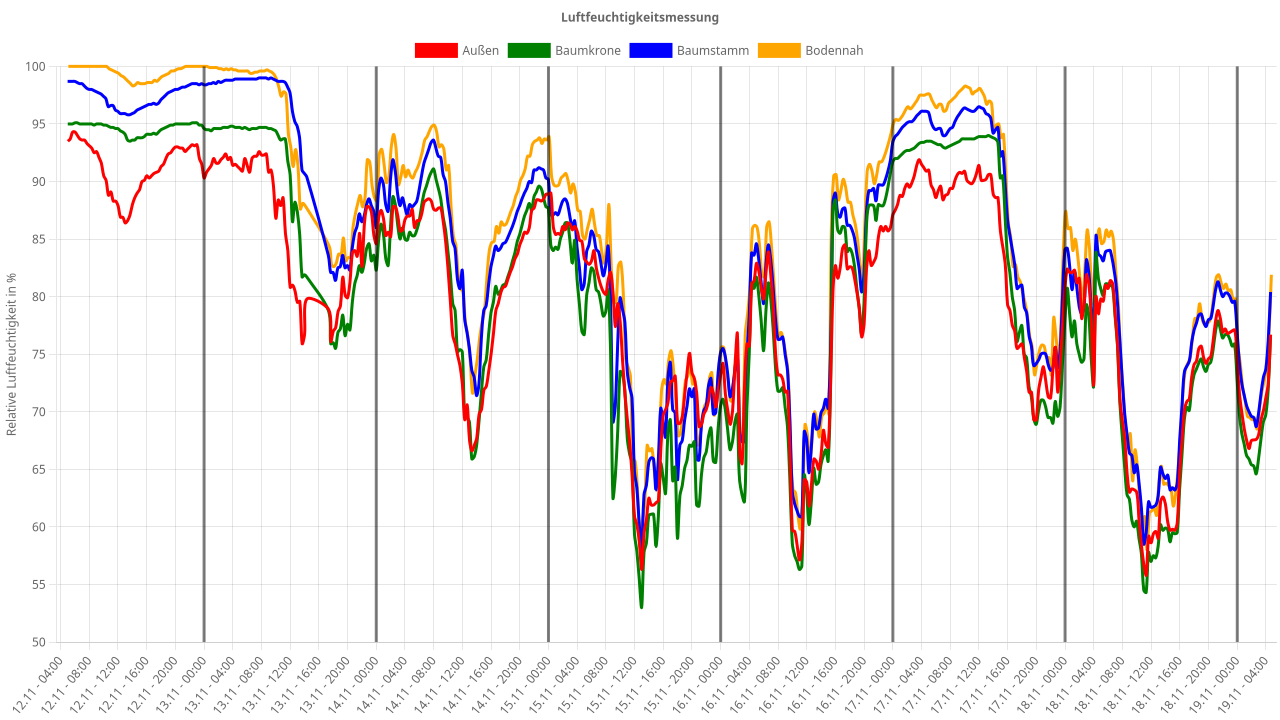 Luftfeuchtigkeitsmessung
Außen Baumkrone Baumstamm Bodennah
Relative Luftfeuchtigkeit in %
100
95
90
85
80
75
70
65
60
55
50
12.11 - 04:00
12.11 - 08:00
12.11 - 12:00
12.11 - 16:00
12.11 - 20:00
13.11 - 00:00
13.11 - 04:00
13.11 - 08:00
13.11 - 12:00
13.11 - 16:00
13.11 - 20:00
14.11 - 00:00
14.11 - 04:00
14.11 - 08:00
14.11 - 12:00
14.11 - 16:00
14.11 - 20:00
15.11 - 00:00
15.11 - 04:00
15.11 - 08:00
15.11 - 12:00
15.11 - 16:00
15.11 - 20:00
16.11 - 00:00
16.11 - 04:00
16.11 - 08:00
16.11 - 12:00
16.11 - 16:00
16.11 - 20:00
17.11 - 00:00
17.11 - 04:00
17.11 - 08:00
17.11 - 12:00
17.11 - 16:00
17.11 - 20:00
18.11 - 00:00
18.11 - 04:00
18.11 - 08:00
18.11 - 12:00
18.11 - 16:00
18.11 - 20:00
19.11 - 00:00
19.11 - 04:00